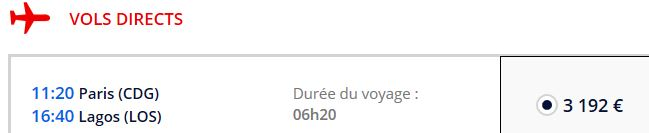 VOLS DIRECTS
11:20 Paris (CDG)
16:40 Lagos (LOS)
Durée du voyage :
06h20
3 192 €